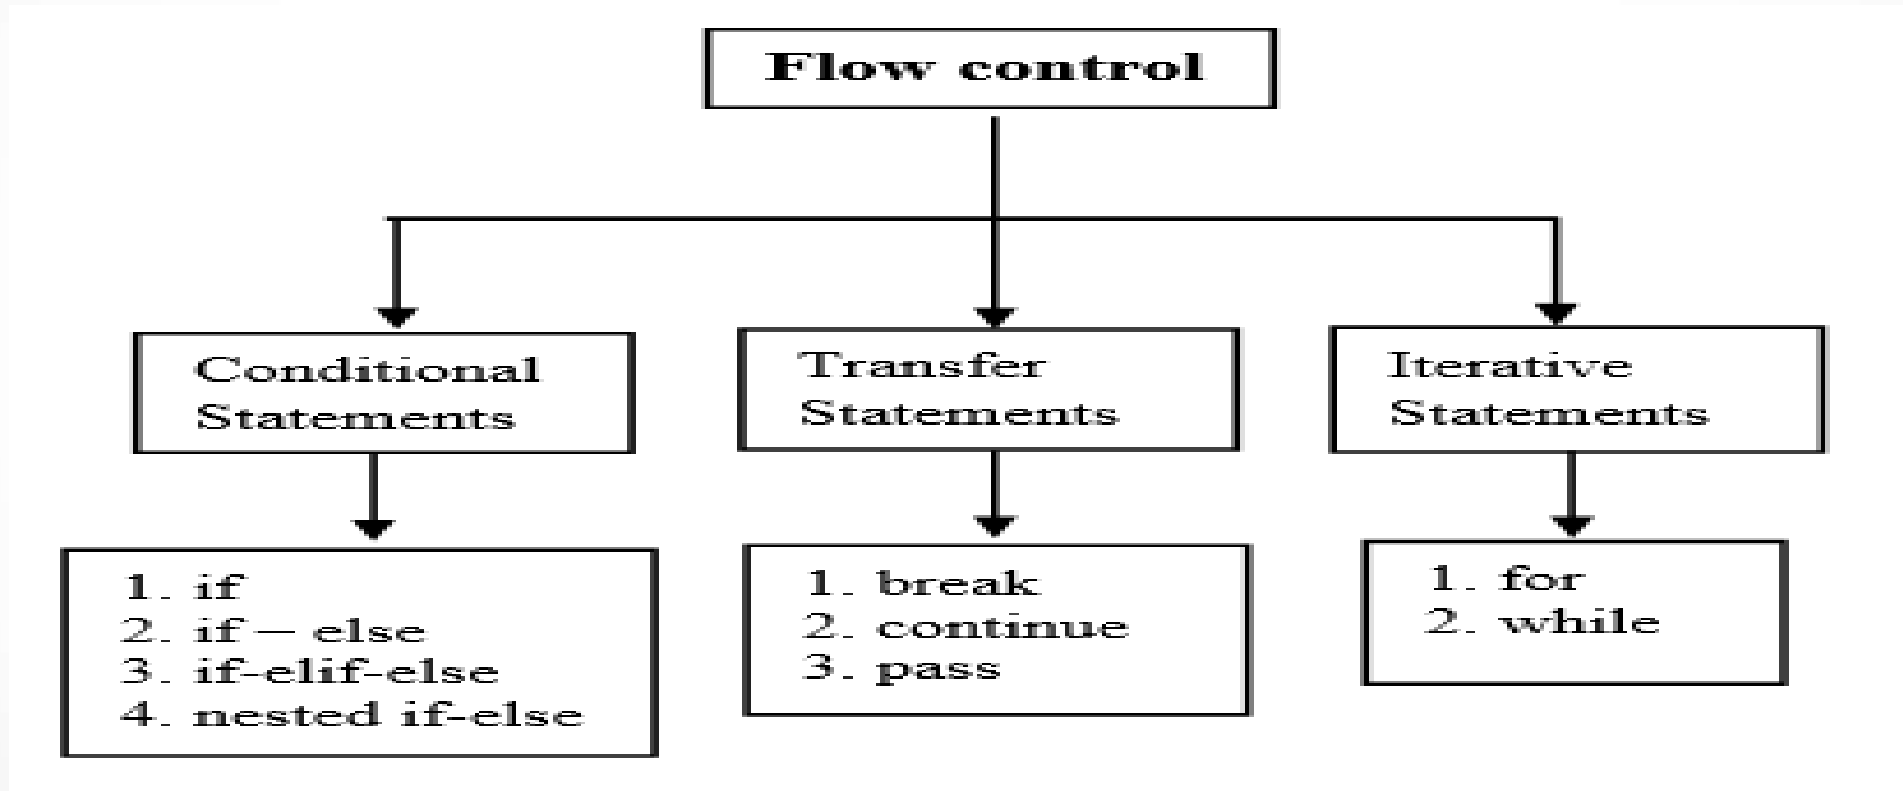 Flow control
Conditional
Statements
Transfer
Statements
Iterative
Statements
1. if
2. if – else
3. if-elif-else
4. nested if-else
1. break
2. continue
3. pass
1. for
2. while